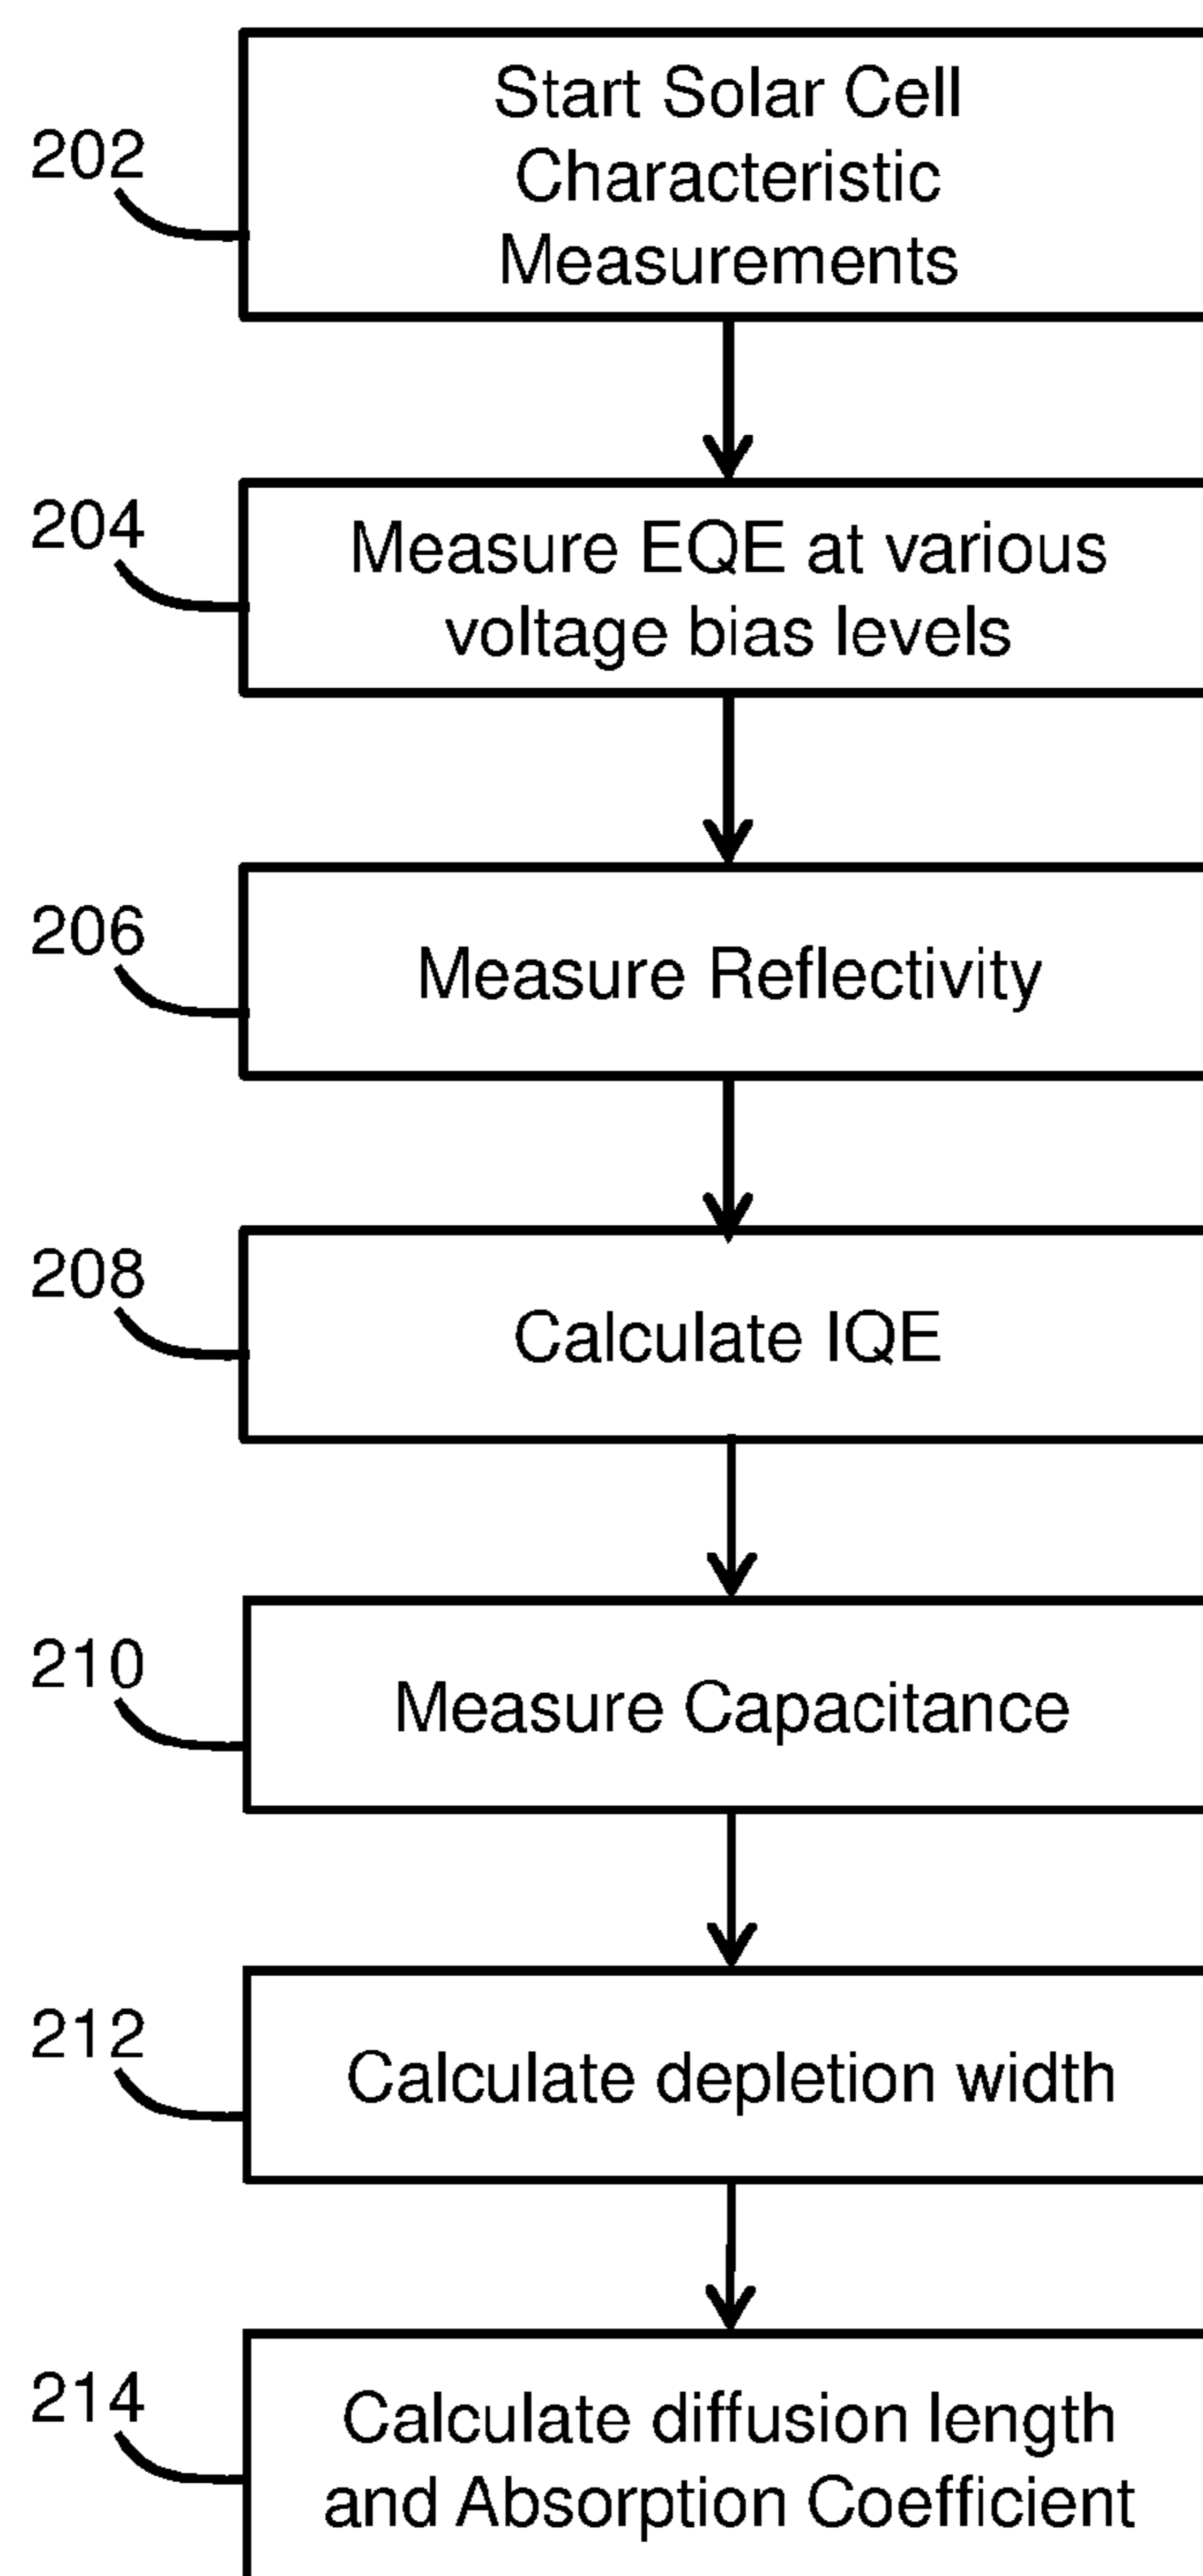 202
Start Solar Cell
Characteristic
Measurements
204
Measure EQE at various
voltage bias levels
206
Measure Reflectivity
208
Calculate IQE
210
Measure Capacitance
212
Calculate depletion width
214
Calculate diffusion length
and Absorption Coefficient